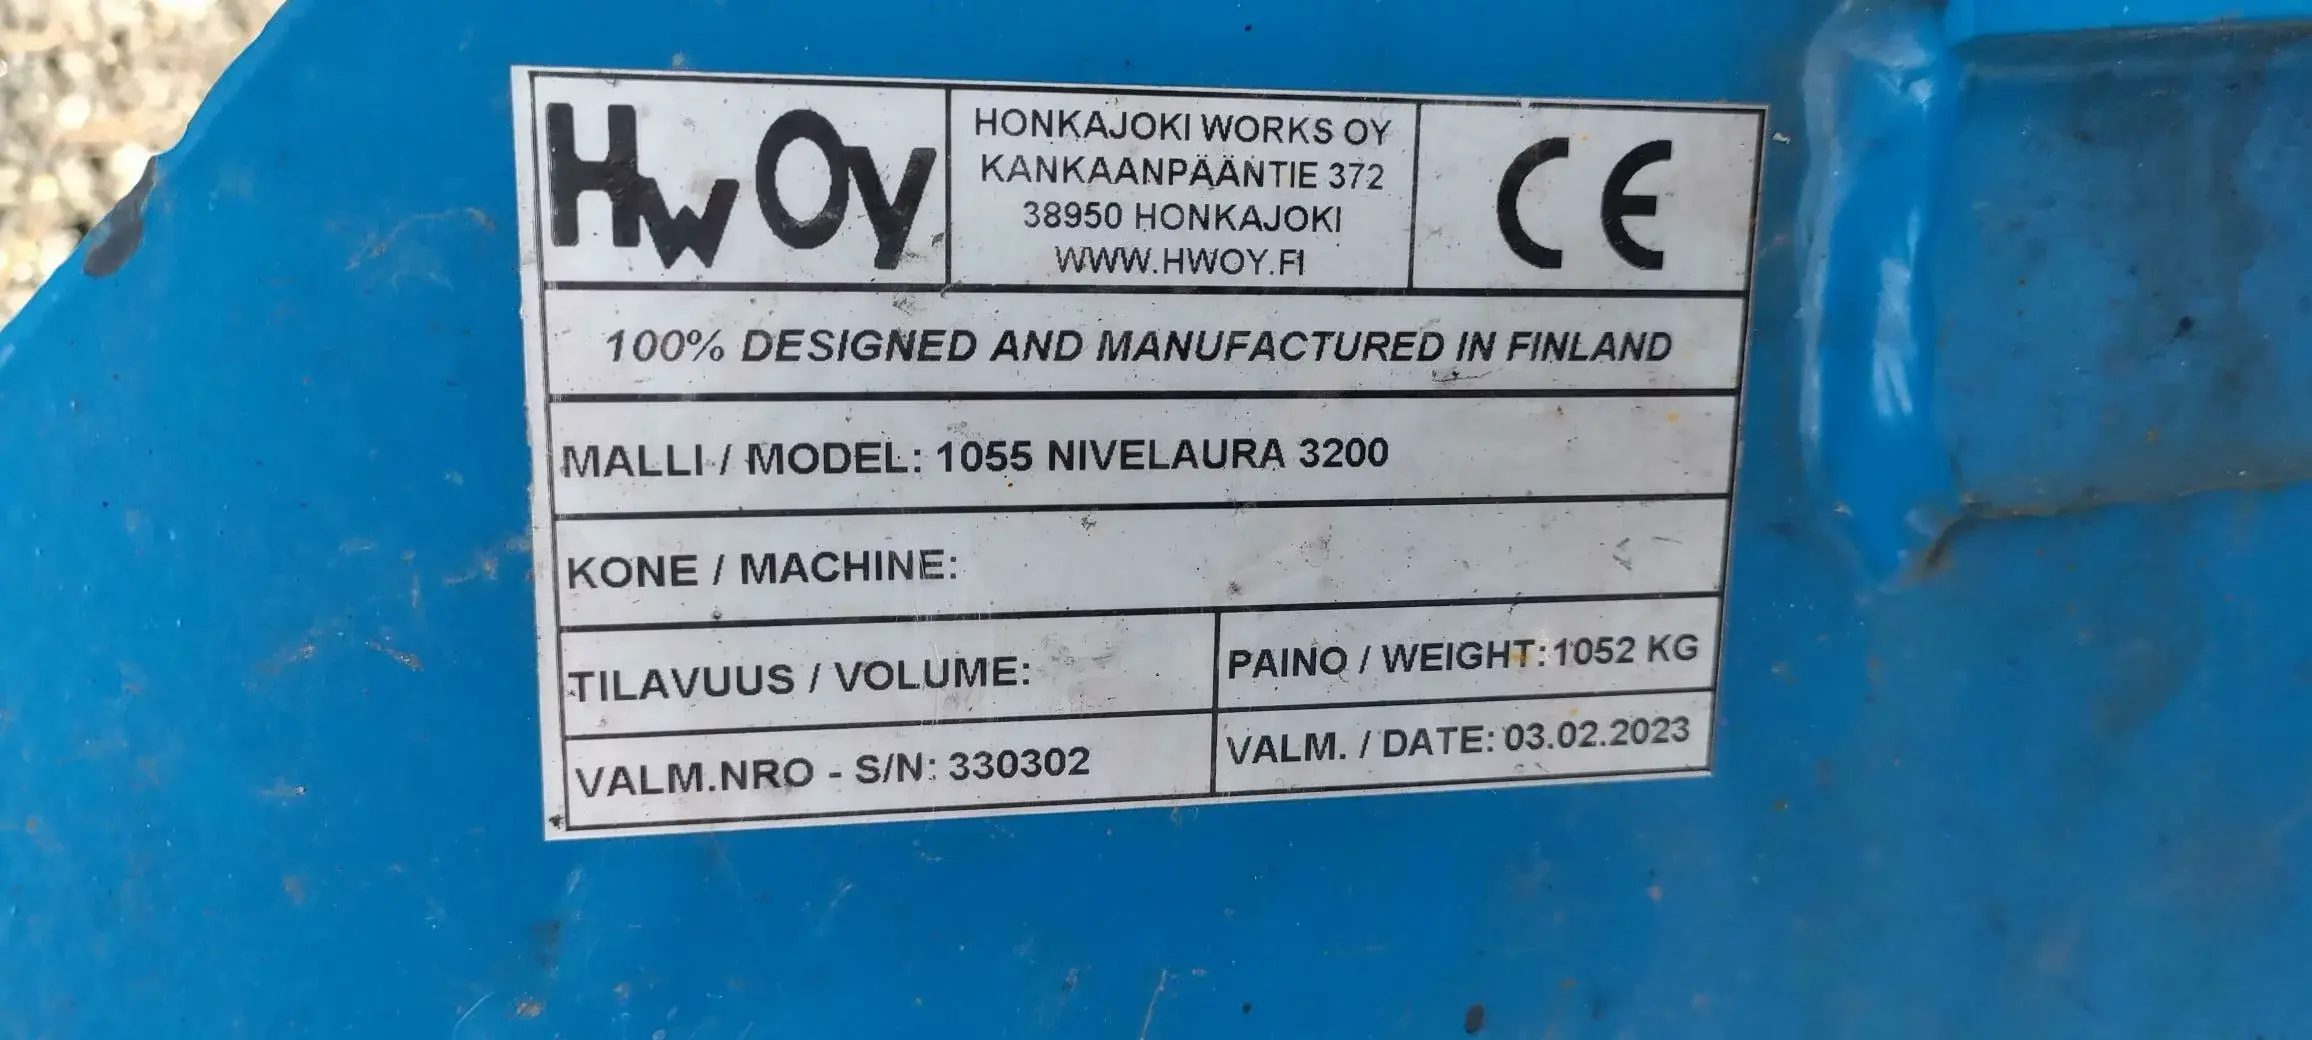 HwOy
HONKAJOKI WORKS OY
KANKAANPÄÄNTIE 372
38950 HONKAJOKI
WWW.HWOY.FI
CE
100% DESIGNED AND MANUFACTURED IN FINLAND
MALLI / MODEL: 1055 NIVELAURA 3200
KONE / MACHINE:
TILAVUUS / VOLUME:
PAINO / WEIGHT: 1052 KG
VALM.NRO - S/N: 330302
VALM. / DATE: 03.02.2023